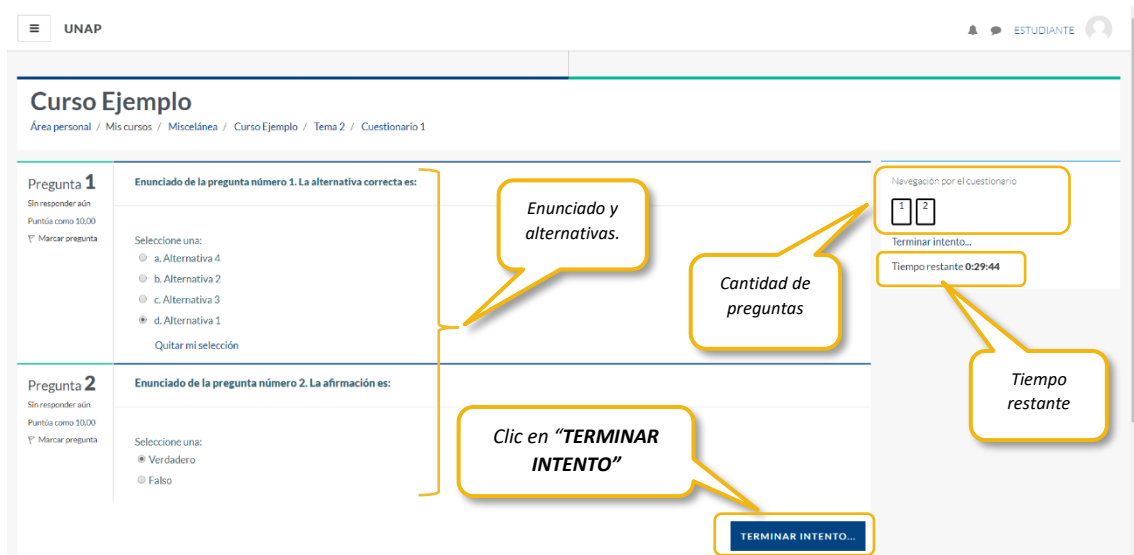 ≡ UNAP
ESTUDIANTE
Curso Ejemplo
Área personal / Mis cursos / Miscelánea / Curso Ejemplo / Tema 2 / Cuestionario 1
Pregunta 1
Sin responder aún
Puntúa como 10,00
Marcar pregunta
Enunciado de la pregunta número 1. La alternativa correcta es:
Seleccione una:
a. Alternativa 4
b. Alternativa 2
c. Alternativa 3
d. Alternativa 1
Quitar mi selección
Enunciado y
alternativas.
Cantidad de
preguntas
Navegación por el cuestionario
1 2
Terminar intento...
Tiempo restante 0:29:44
Tiempo
restante
Pregunta 2
Sin responder aún
Puntúa como 10,00
Marcar pregunta
Enunciado de la pregunta número 2. La afirmación es:
Seleccione una:
Verdadero
Falso
Clic en “TERMINAR
INTENTO”
TERMINAR INTENTO...